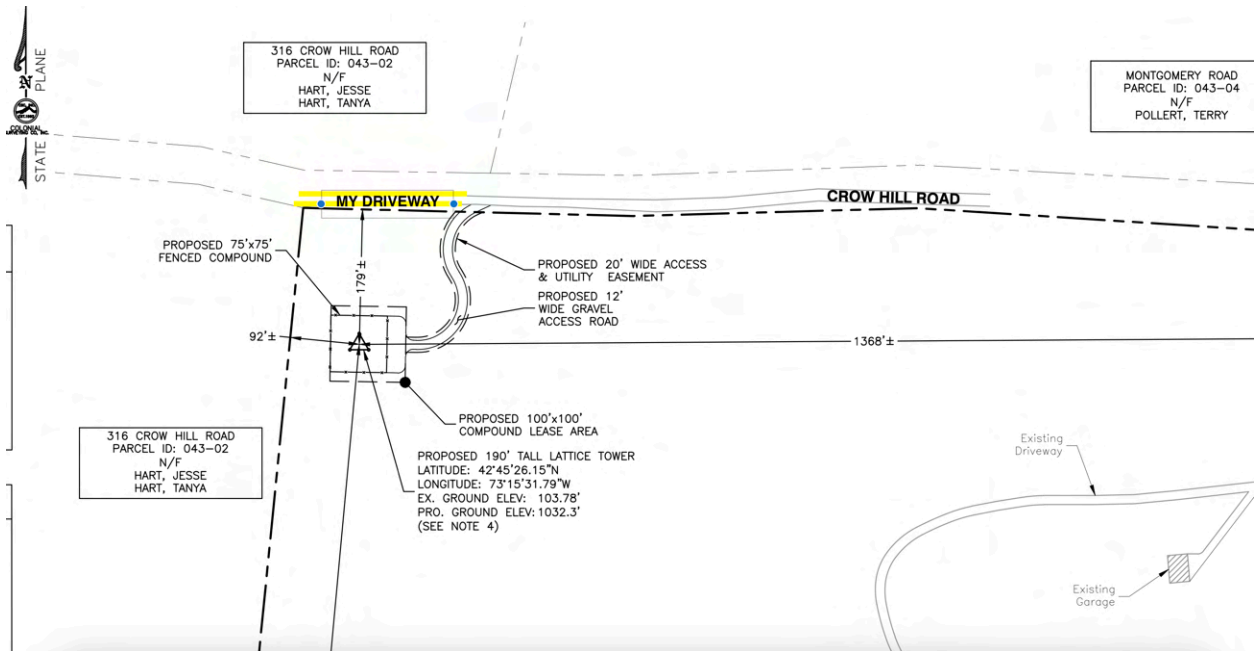 STATE PLANE
N
COLONIAL
316 CROW HILL ROAD
PARCEL ID: 043-02
N/F
HART, JESSE
HART, TANYA
MONTGOMERY ROAD
PARCEL ID: 043-04
N/F
POLLERT, TERRY
MY DRIVEWAY
CROW HILL ROAD
PROPOSED 75'x75'
FENCED COMPOUND
179'±
PROPOSED 20' WIDE ACCESS
& UTILITY EASEMENT
PROPOSED 12'
WIDE GRAVEL
ACCESS ROAD
92'±
1368'±
PROPOSED 100'x100'
COMPOUND LEASE AREA
316 CROW HILL ROAD
PARCEL ID: 043-02
N/F
HART, JESSE
HART, TANYA
PROPOSED 190' TALL LATTICE TOWER
LATITUDE: 42°45'26.15"N
LONGITUDE: 73°15'31.79"W
EX. GROUND ELEV: 103.78'
PRO. GROUND ELEV: 1032.3'
(SEE NOTE 4)
Existing
Driveway
Existing
Garage